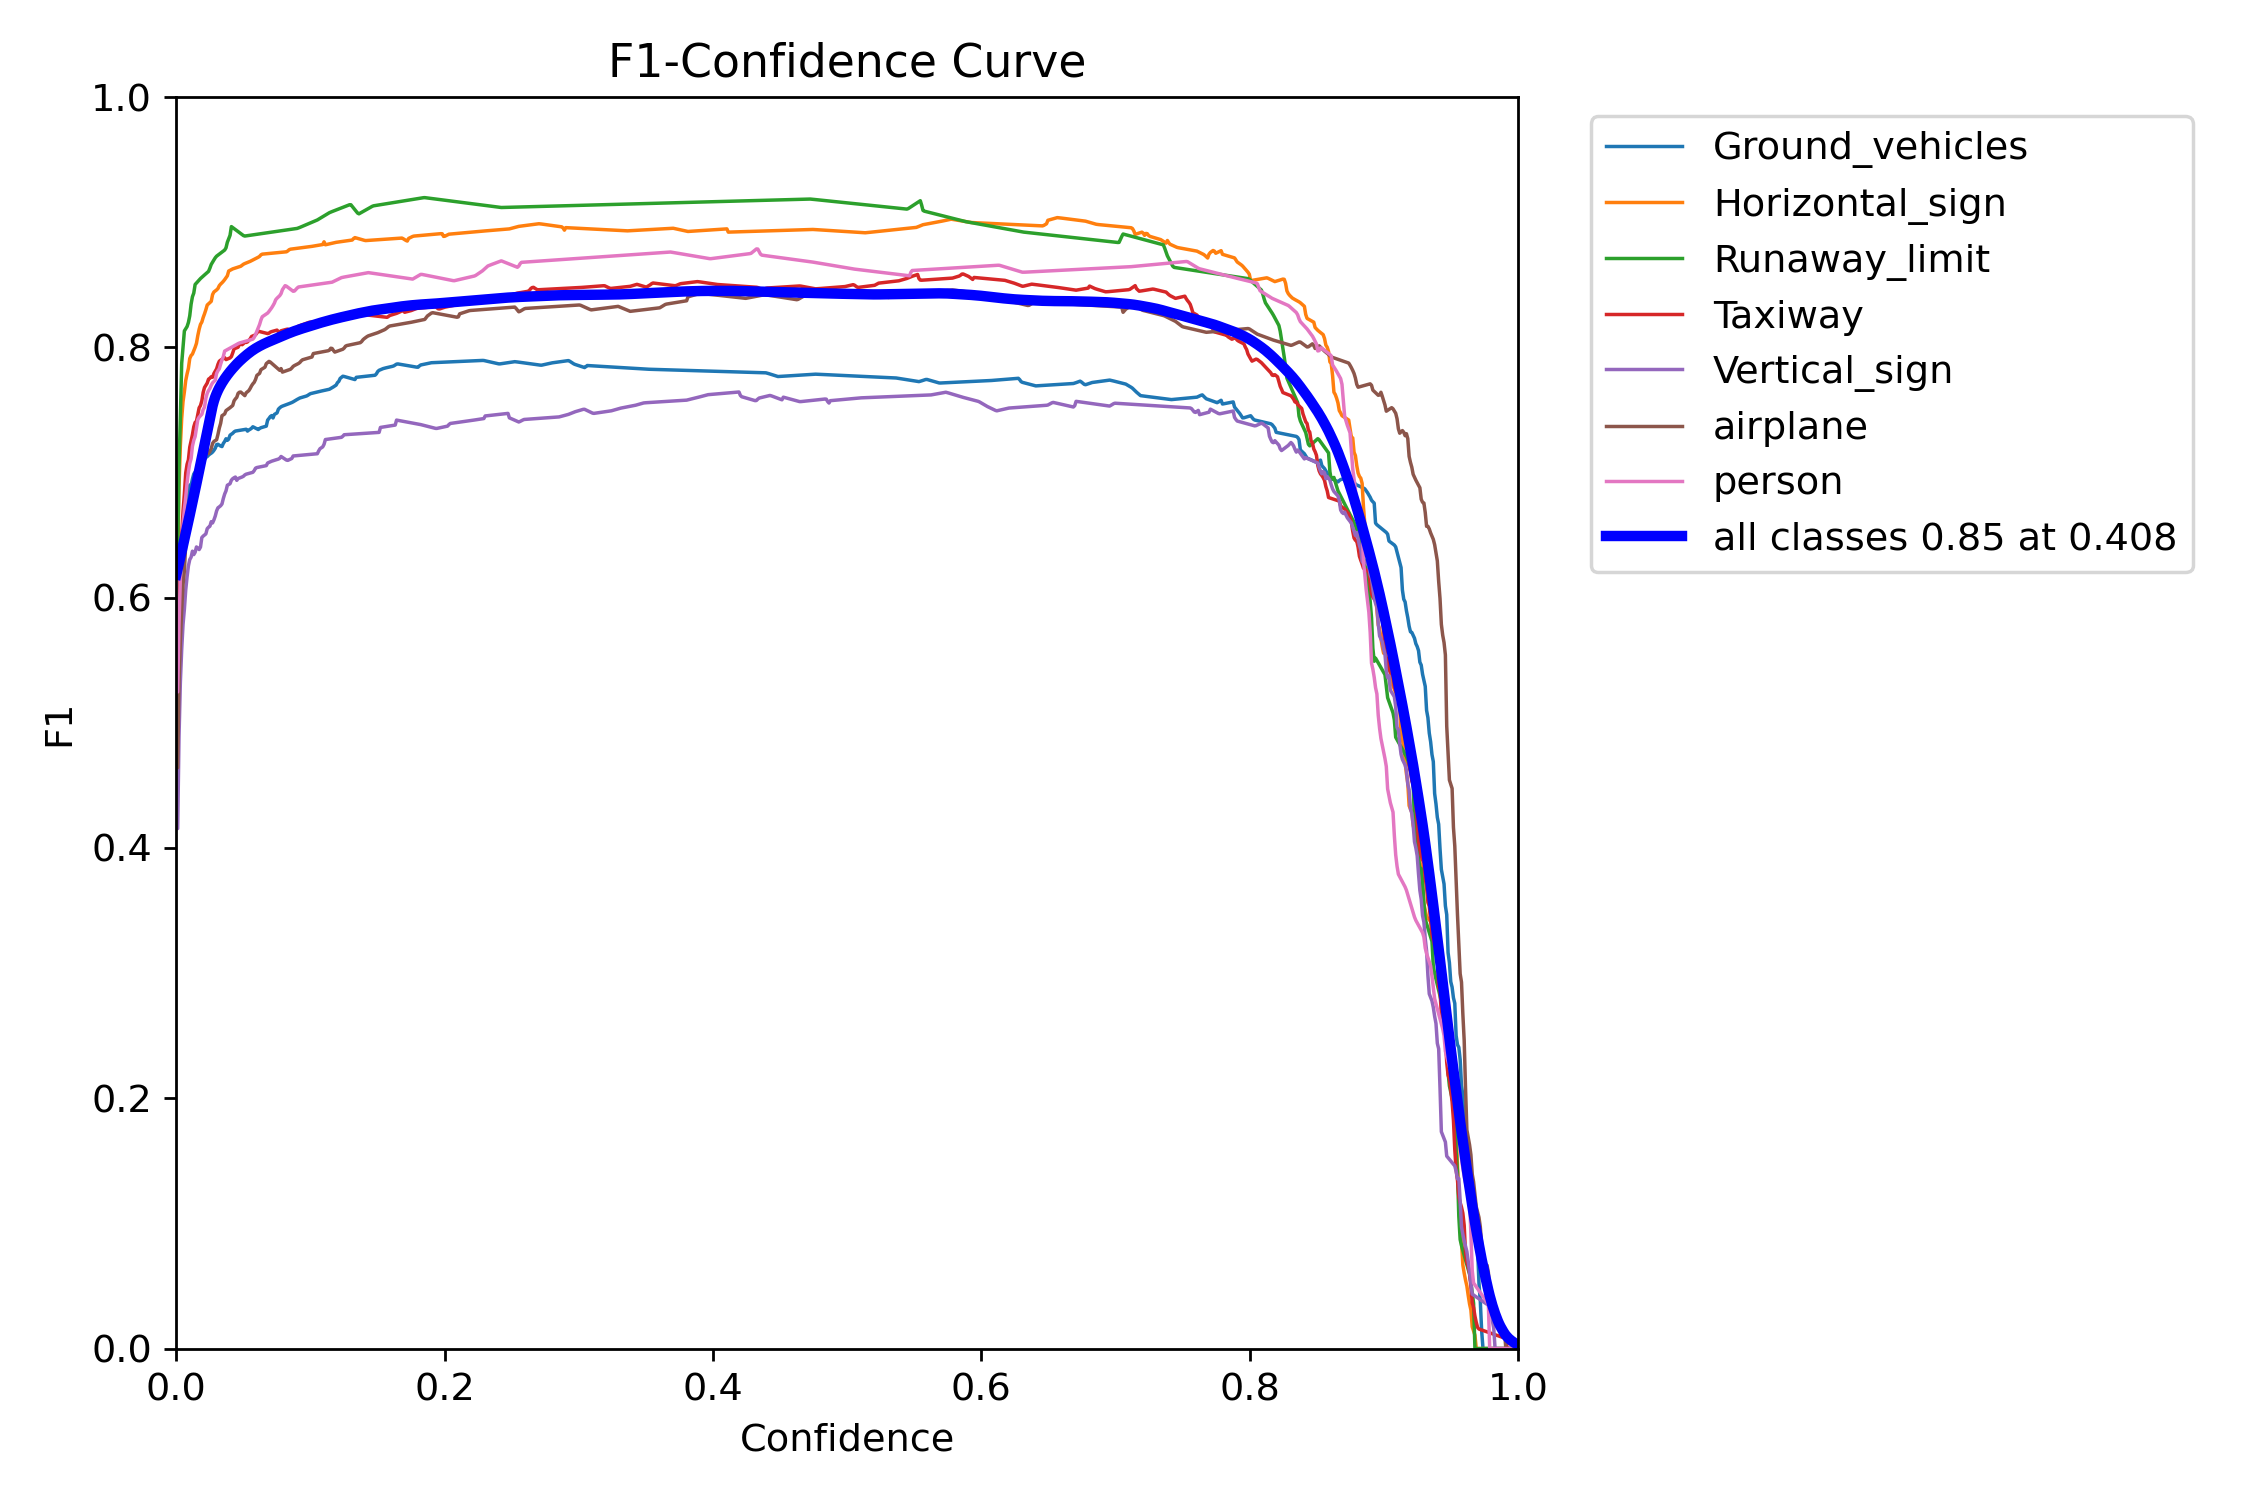 F1-Confidence Curve
1.0
0.8
0.6
0.4
0.2
0.0
F1
0.0 0.2 0.4 0.6 0.8 1.0
Confidence
Ground_vehicles
Horizontal_sign
Runaway_limit
Taxiway
Vertical_sign
airplane
person
all classes 0.85 at 0.408